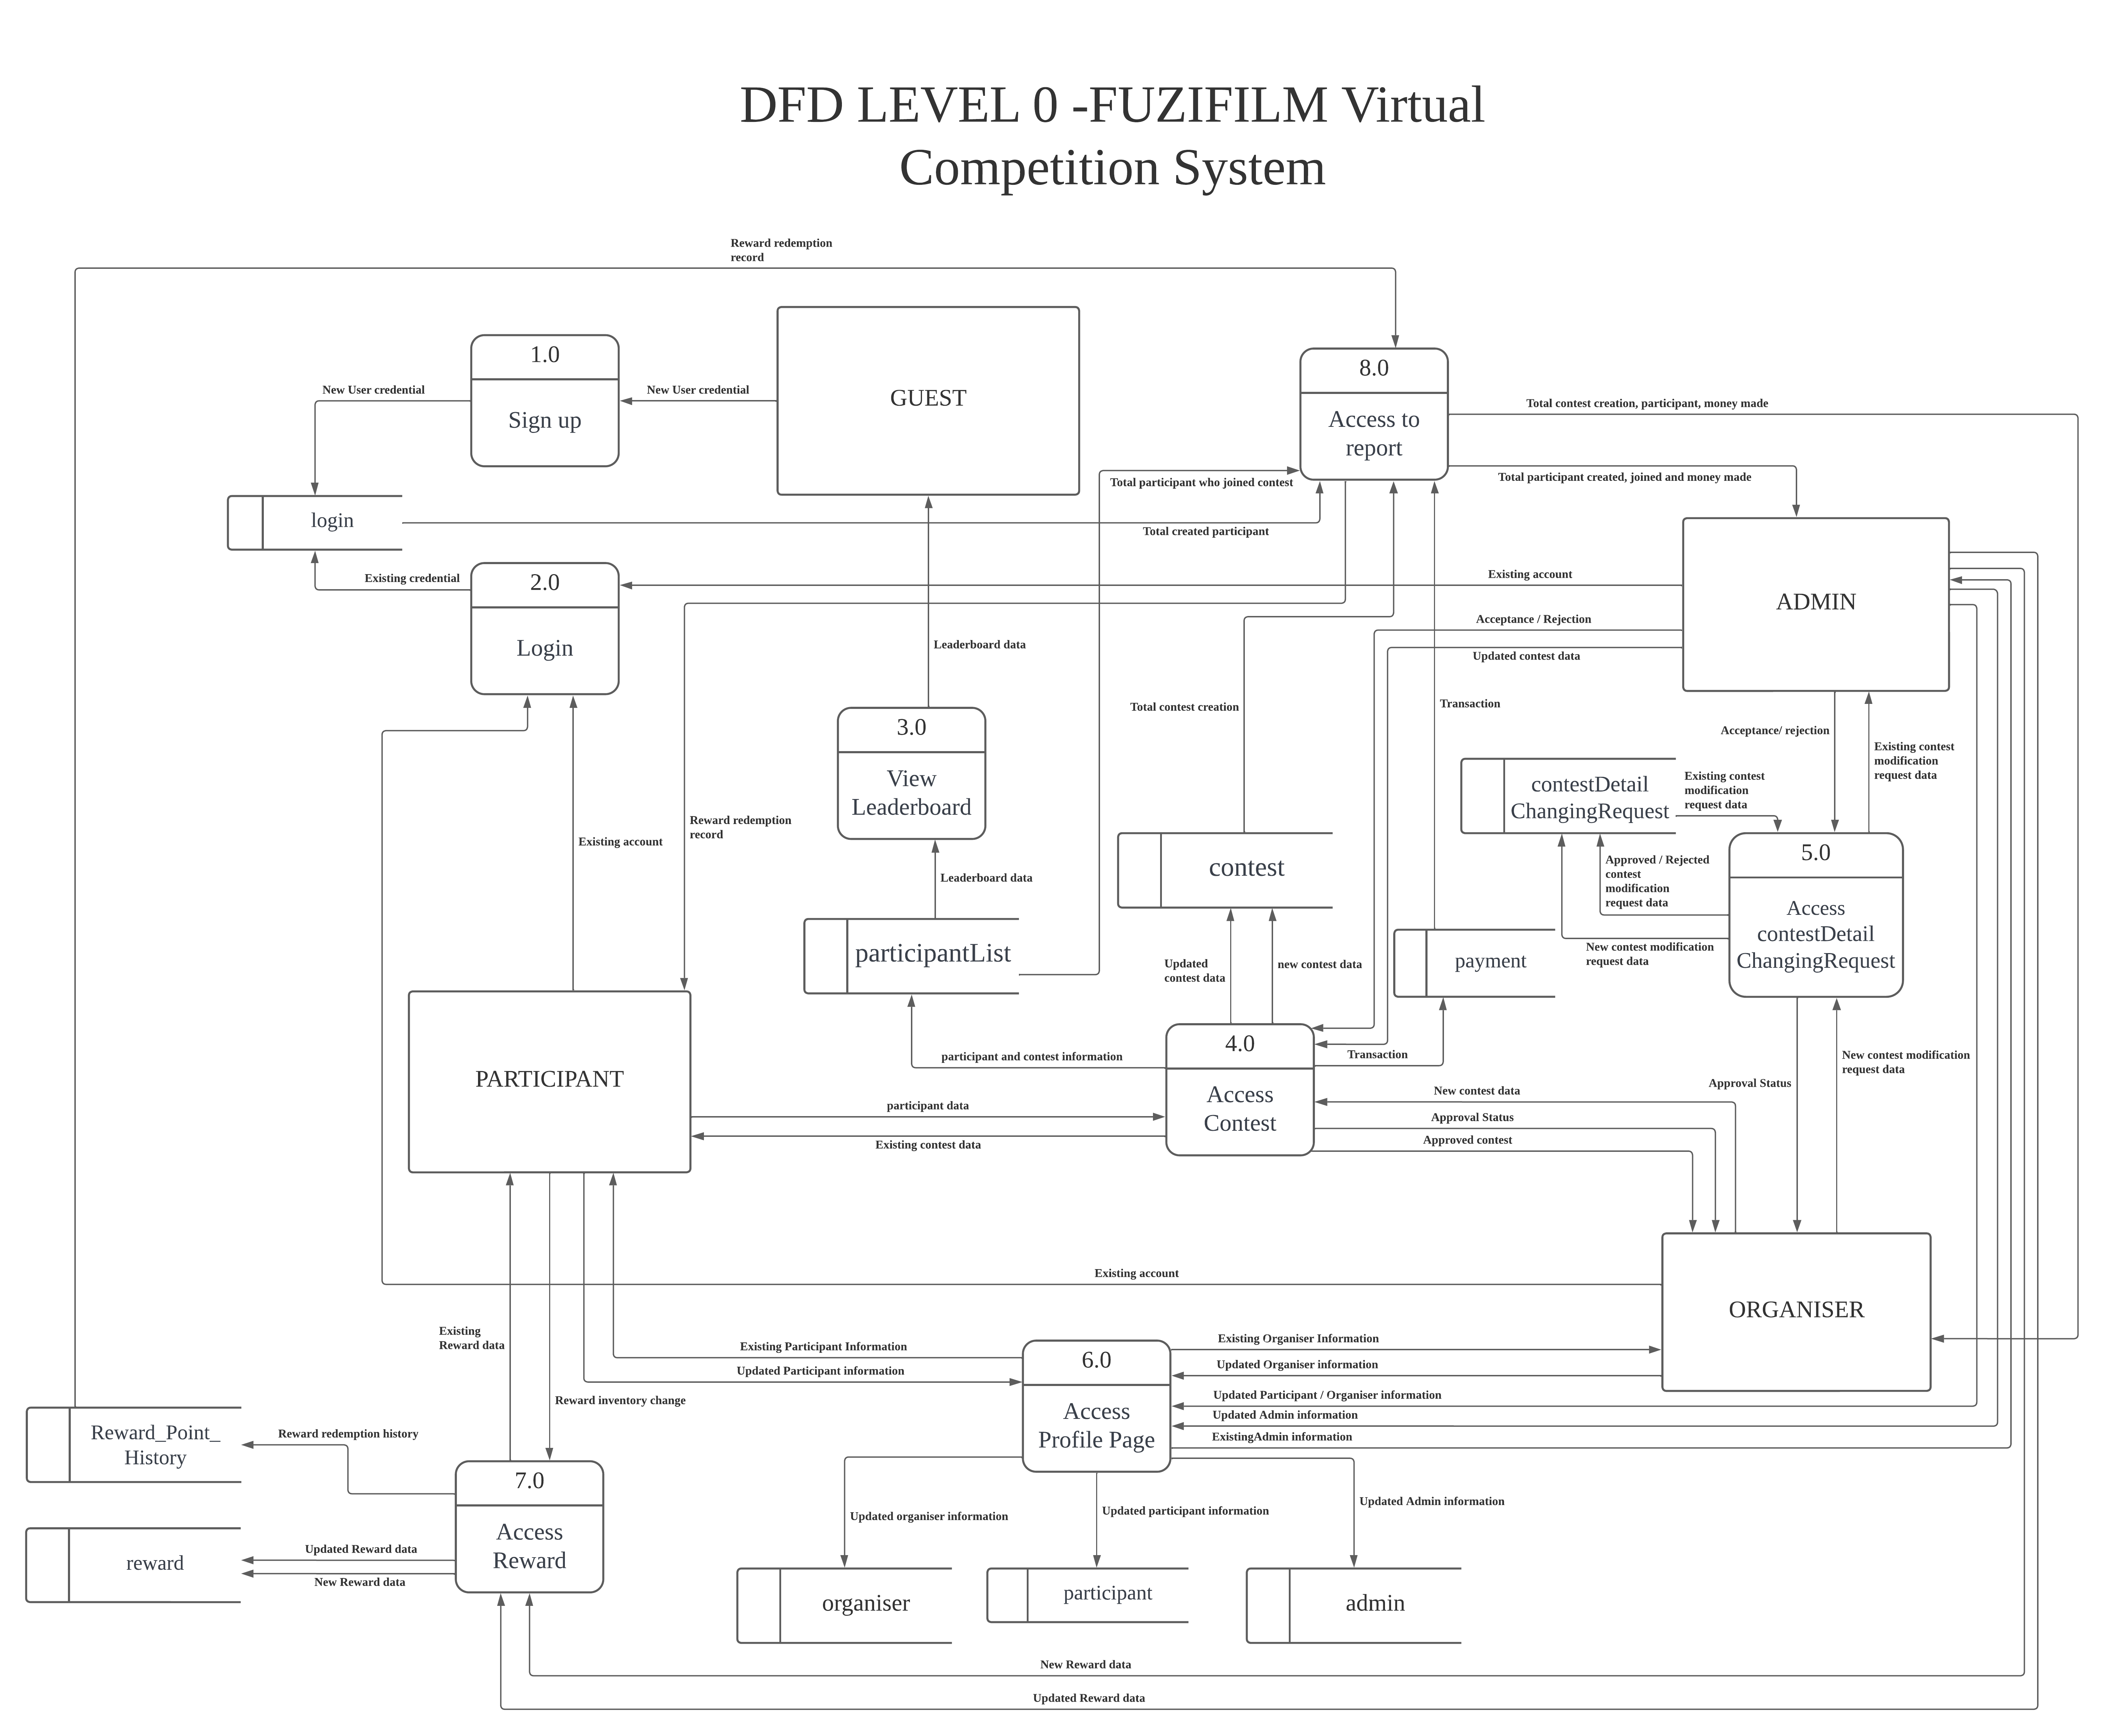 DFD LEVEL 0 -FUZIFILM Virtual
Competition System
Reward redemption
record
1.0
Sign up
New User credential
New User credential
GUEST
8.0
Access to
report
Total contest creation, participant, money made
Total participant created, joined and money made
Total participant who joined contest
login
Total created participant
Existing credential
2.0
Login
Existing account
ADMIN
Acceptance / Rejection
Updated contest data
Leaderboard data
Total contest creation
Transaction
Acceptance/ rejection
Existing contest
modification
request data
3.0
View
Leaderboard
contestDetail
ChangingRequest
Existing contest
modification
request data
Existing account
Reward redemption
record
Leaderboard data
contest
Approved / Rejected
contest
modification
request data
5.0
Access
contestDetail
ChangingRequest
participantList
Updated
contest data
new contest data
payment
New contest modification
request data
PARTICIPANT
participant and contest information
4.0
Access
Contest
Transaction
New contest modification
request data
Approval Status
participant data
Existing contest data
New contest data
Approval Status
Approved contest
Existing account
ORGANISER
Existing
Reward data
Existing Participant Information
Updated Participant information
Reward inventory change
6.0
Access
Profile Page
Existing Organiser Information
Updated Organiser information
Updated Participant / Organiser information
Updated Admin information
ExistingAdmin information
Reward_Point_
History
Reward redemption history
7.0
Access
Reward
Updated organiser information
Updated participant information
Updated Admin information
reward
Updated Reward data
New Reward data
organiser
participant
admin
New Reward data
Updated Reward data